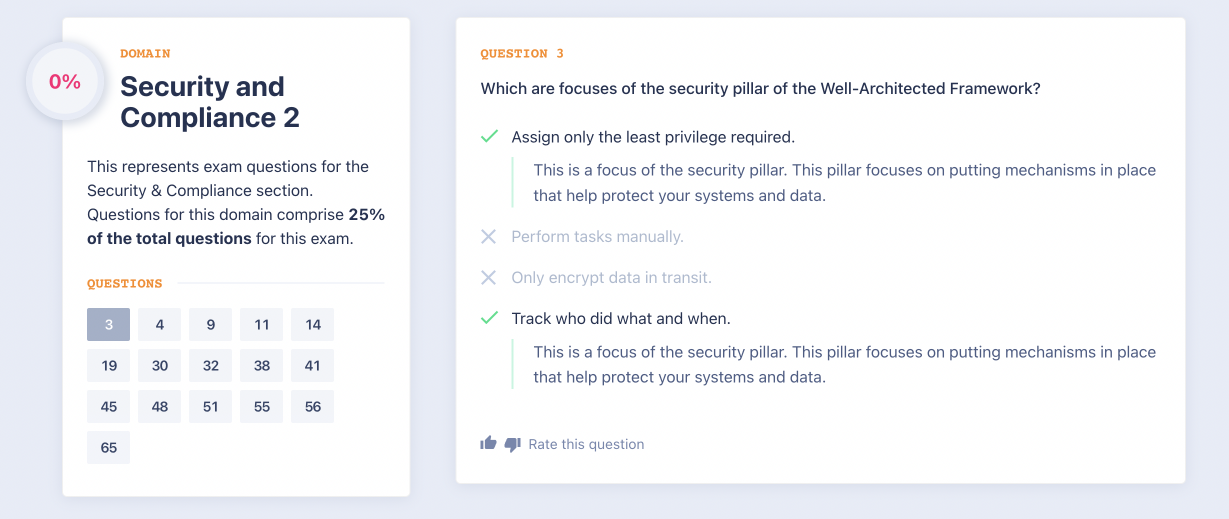 0%
DOMAIN
Security and
Compliance 2
This represents exam questions for the
Security & Compliance section.
Questions for this domain comprise 25%
of the total questions for this exam.
QUESTIONS
3 4 9 11 14
19 30 32 38 41
45 48 51 55 56
65
QUESTION 3
Which are focuses of the security pillar of the Well-Architected Framework?
Assign only the least privilege required.
This is a focus of the security pillar. This pillar focuses on putting mechanisms in place
that help protect your systems and data.
Perform tasks manually.
Only encrypt data in transit.
Track who did what and when.
This is a focus of the security pillar. This pillar focuses on putting mechanisms in place
that help protect your systems and data.
Rate this question